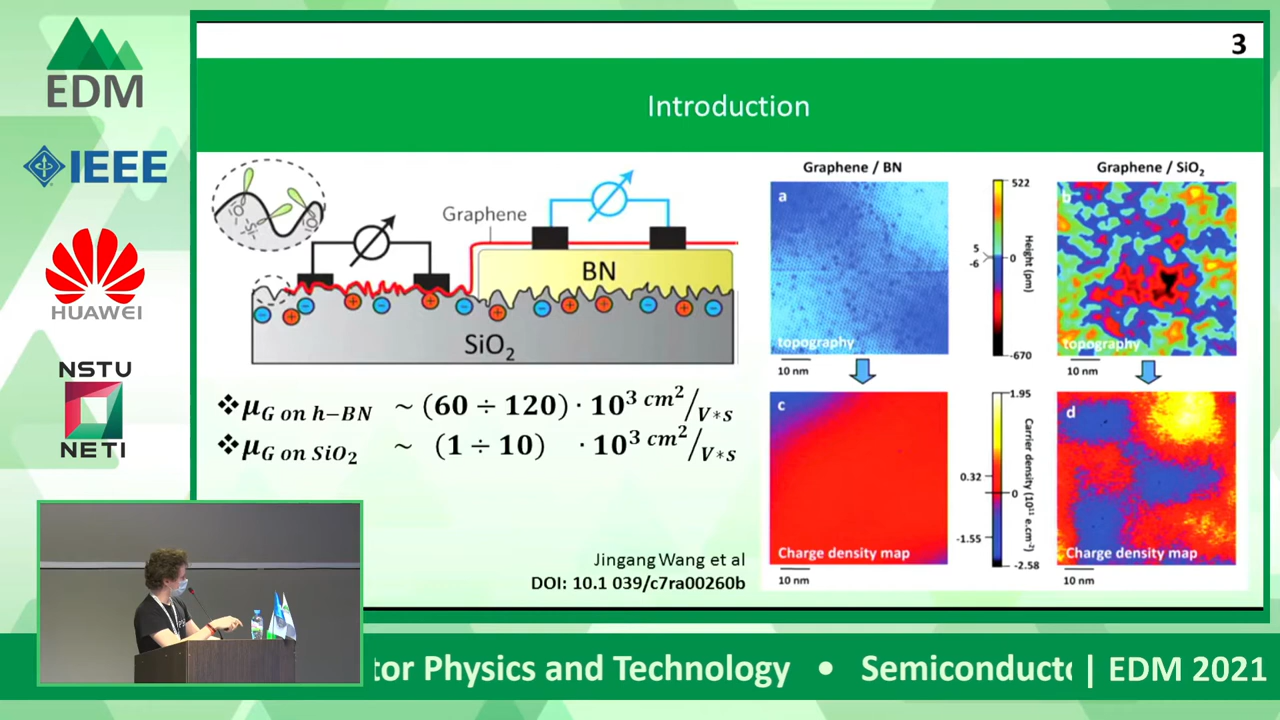 EDM
IEEE
HUAWEI
NSTU
NETI
3
Introduction
Graphene
BN
SiO₂
❖μ G on h−BN ~ (60 ÷ 120) · 10³ cm²/V∗s
❖μ G on SiO₂ ~ (1 ÷ 10) · 10³ cm²/V∗s
Jingang Wang et al
DOI: 10.1 039/c7ra00260b
Graphene / BN
a
topography
10 nm
522
5
-6
0
-670
Height (pm)
Graphene / SiO₂
b
topography
10 nm
c
Charge density map
10 nm
1.95
0.32
0
-1.55
-2.58
Carrier density (10¹¹ e.cm⁻²)
d
Charge density map
10 nm
tor Physics and Technology • Semiconducto | EDM 2021